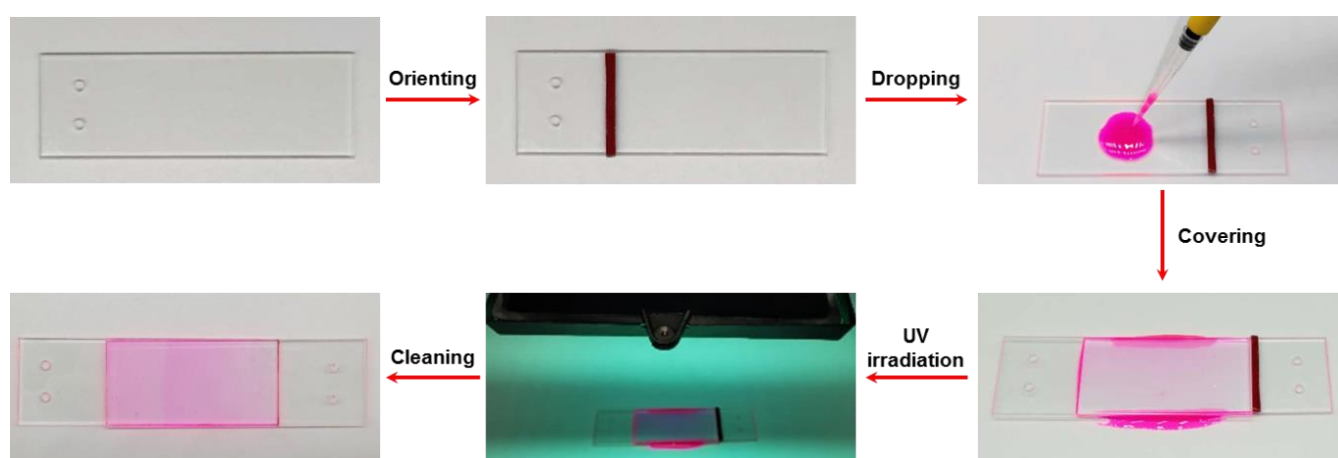 Orienting
Dropping
Covering
UV
irradiation
Cleaning